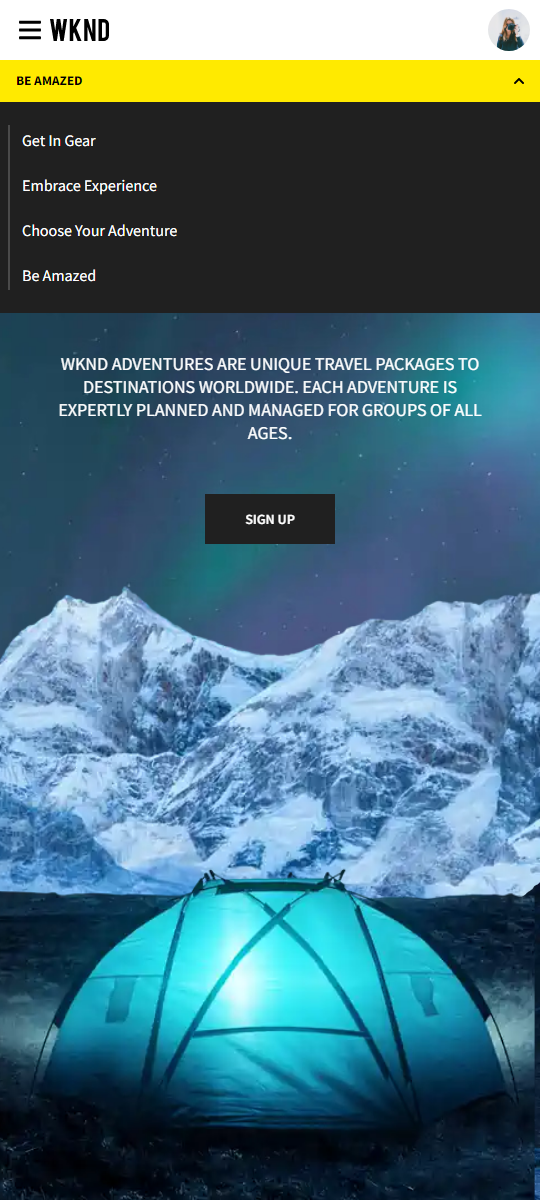 WKND
BE AMAZED
Get In Gear
Embrace Experience
Choose Your Adventure
Be Amazed
WKND ADVENTURES ARE UNIQUE TRAVEL PACKAGES TO
DESTINATIONS WORLDWIDE. EACH ADVENTURE IS
EXPERTLY PLANNED AND MANAGED FOR GROUPS OF ALL
AGES.
SIGN UP